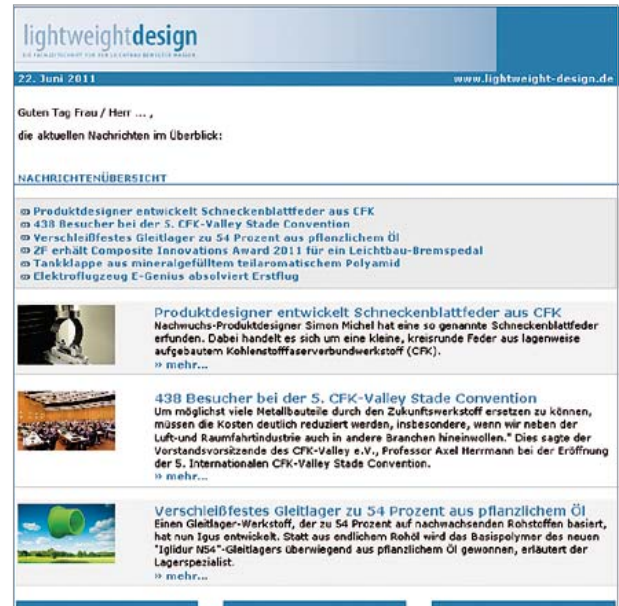 lightweightdesign
DIE FACHZEITSCHRIFT FÜR DEN LEICHTBAU BEWEGTER MASSEN
22. Juni 2011 www.lightweight-design.de
Guten Tag Frau / Herr ... ,
die aktuellen Nachrichten im Überblick:
NACHRICHTENÜBERSICHT
Produktdesigner entwickelt Schneckenblattfeder aus CFK
438 Besucher bei der 5. CFK-Valley Stade Convention
Verschleißfestes Gleitlager zu 54 Prozent aus pflanzlichem Öl
ZF erhält Composite Innovations Award 2011 für ein Leichtbau-Bremspedal
Tankklappe aus mineralgefülltem teilaromatischem Polyamid
Elektroflugzeug E-Genius absolviert Erstflug
Produktdesigner entwickelt Schneckenblattfeder aus CFK
Nachwuchs-Produktdesigner Simon Michel hat eine so genannte Schneckenblattfeder
erfunden. Dabei handelt es sich um eine kleine, kreisrunde Feder aus lagenweise
aufgebautem Kohlenstofffaserverbundwerkstoff (CFK).
» mehr...
438 Besucher bei der 5. CFK-Valley Stade Convention
Um möglichst viele Metallbauteile durch den Zukunftswerkstoff ersetzen zu können,
müssen die Kosten deutlich reduziert werden, insbesondere, wenn wir neben der
Luft-und Raumfahrtindustrie auch in andere Branchen hineinwollen." Dies sagte der
Vorstandsvorsitzende des CFK-Valley e.V., Professor Axel Herrmann bei der Eröffnung
der 5. Internationalen CFK-Valley Stade Convention.
» mehr...
Verschleißfestes Gleitlager zu 54 Prozent aus pflanzlichem Öl
Einen Gleitlager-Werkstoff, der zu 54 Prozent auf nachwachsenden Rohstoffen basiert,
hat nun Igus entwickelt. Statt aus endlichem Rohöl wird das Basispolymer des neuen
"Iglidur N54"-Gleitlagers überwiegend aus pflanzlichem Öl gewonnen, erläutert der
Lagerspezialist.
» mehr...